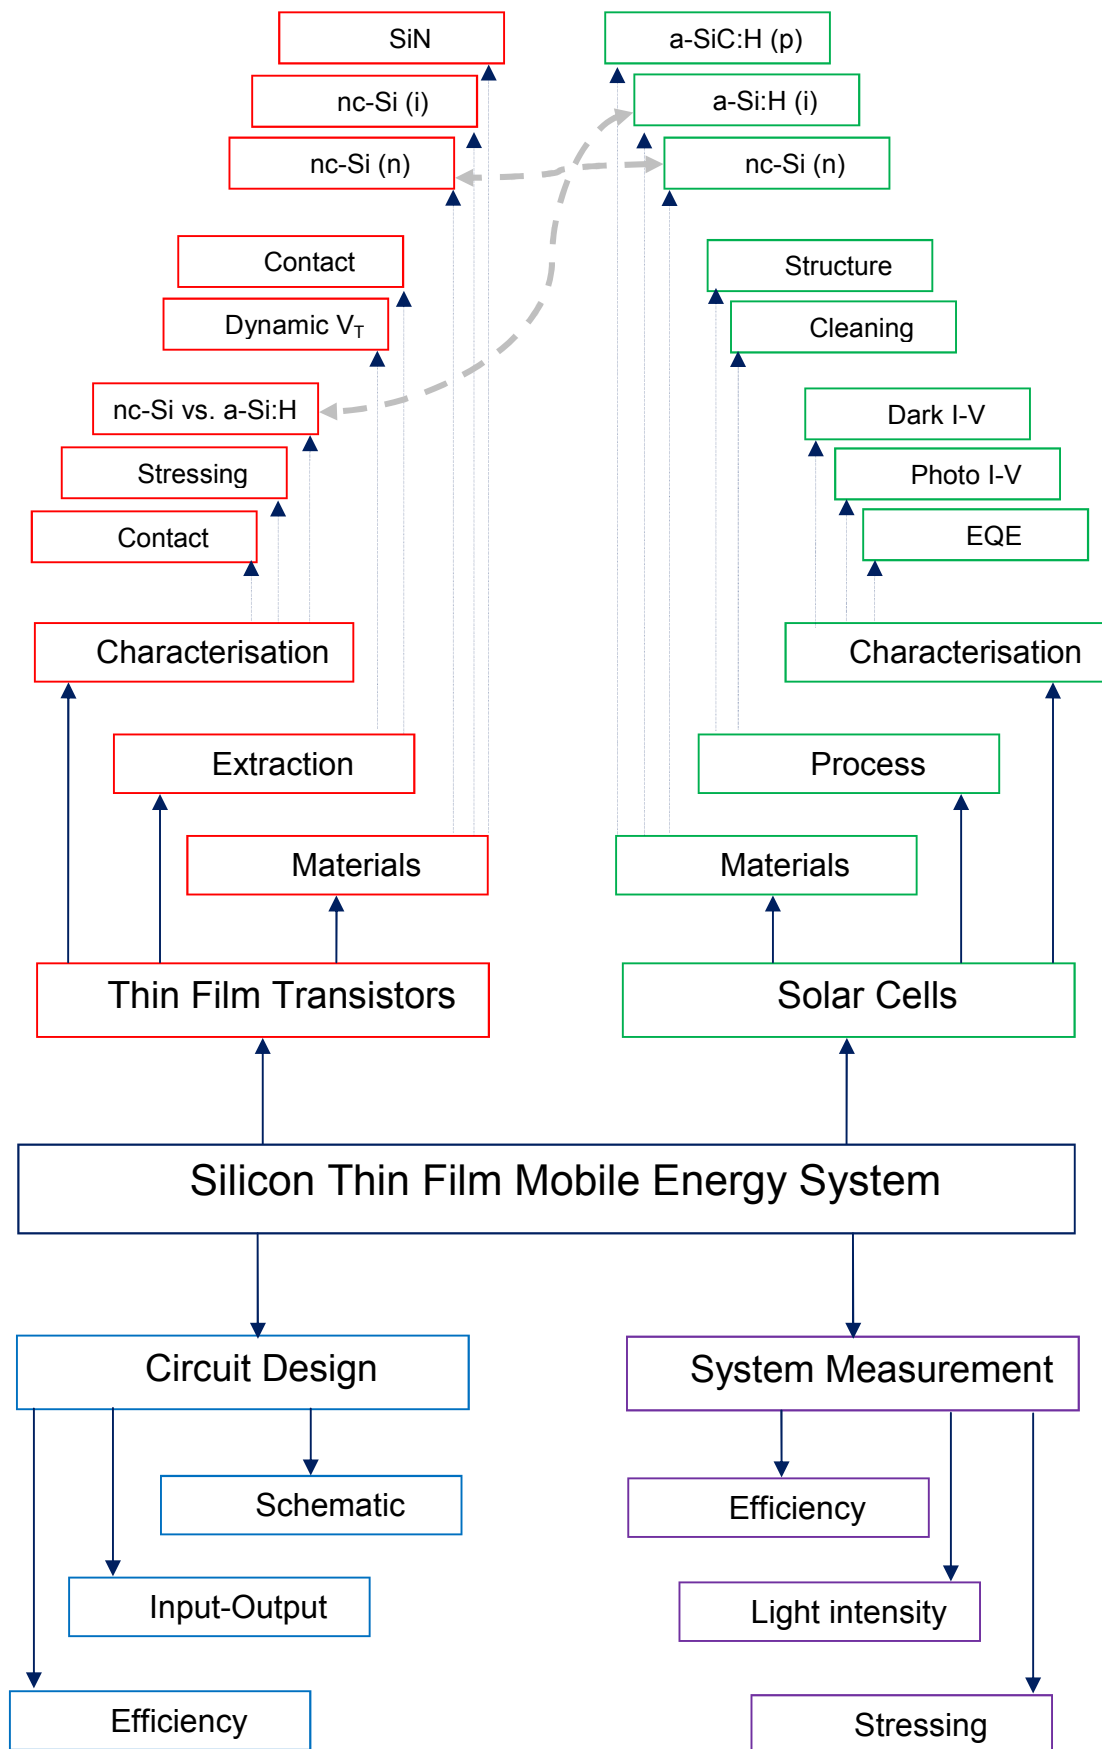 SiN
a-SiC:H (p)
nc-Si (i)
a-Si:H (i)
nc-Si (n)
nc-Si (n)
Contact
Structure
Dynamic V_T
Cleaning
nc-Si vs. a-Si:H
Dark I-V
Stressing
Photo I-V
Contact
EQE
Characterisation
Characterisation
Extraction
Process
Materials
Materials
Thin Film Transistors
Solar Cells
Silicon Thin Film Mobile Energy System
Circuit Design
System Measurement
Schematic
Efficiency
Input-Output
Light intensity
Efficiency
Stressing